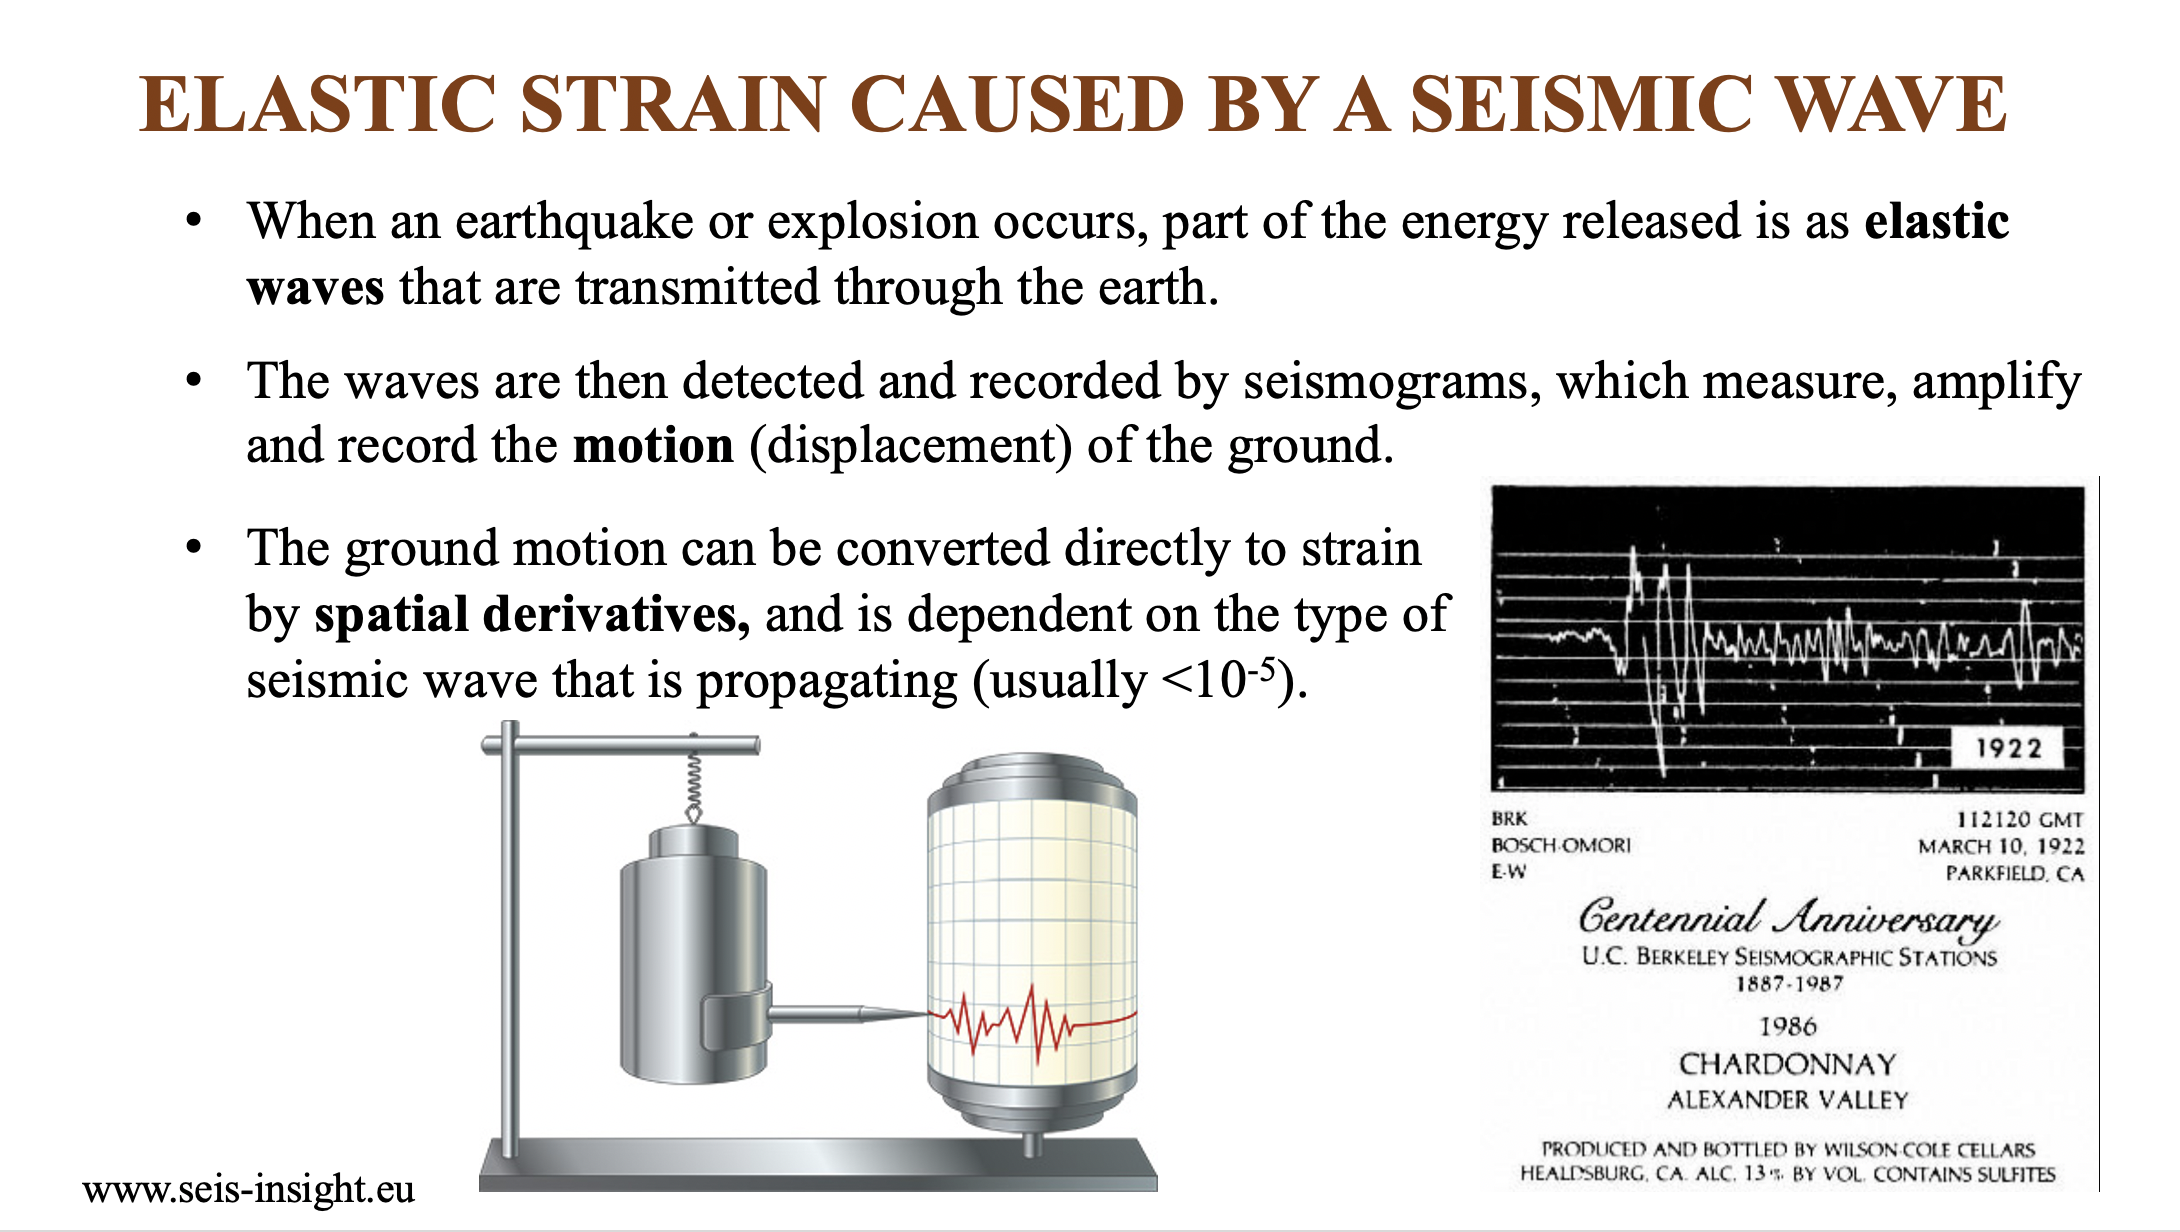 ELASTIC STRAIN CAUSED BY A SEISMIC WAVE
• When an earthquake or explosion occurs, part of the energy released is as elastic
waves that are transmitted through the earth.
• The waves are then detected and recorded by seismograms, which measure, amplify
and record the motion (displacement) of the ground.
• The ground motion can be converted directly to strain
by spatial derivatives, and is dependent on the type of
seismic wave that is propagating (usually <10⁻⁵).
1922
BRK 112120 GMT
BOSCH-OMORI MARCH 10, 1922
E-W PARKFIELD, CA
Centennial Anniversary
U.C. BERKELEY SEISMOGRAPHIC STATIONS
1887-1987
1986
CHARDONNAY
ALEXANDER VALLEY
PRODUCED AND BOTTLED BY WILSON-COLE CELLARS
HEALDSBURG, CA. ALC. 13% BY VOL. CONTAINS SULFITES
www.seis-insight.eu